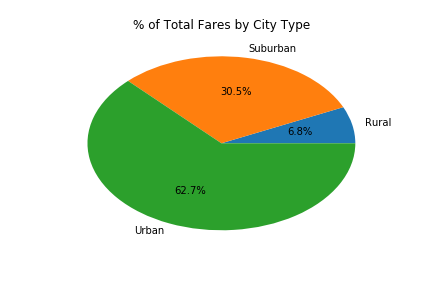 % of Total Fares by City Type
Suburban
30.5%
Rural
6.8%
62.7%
Urban